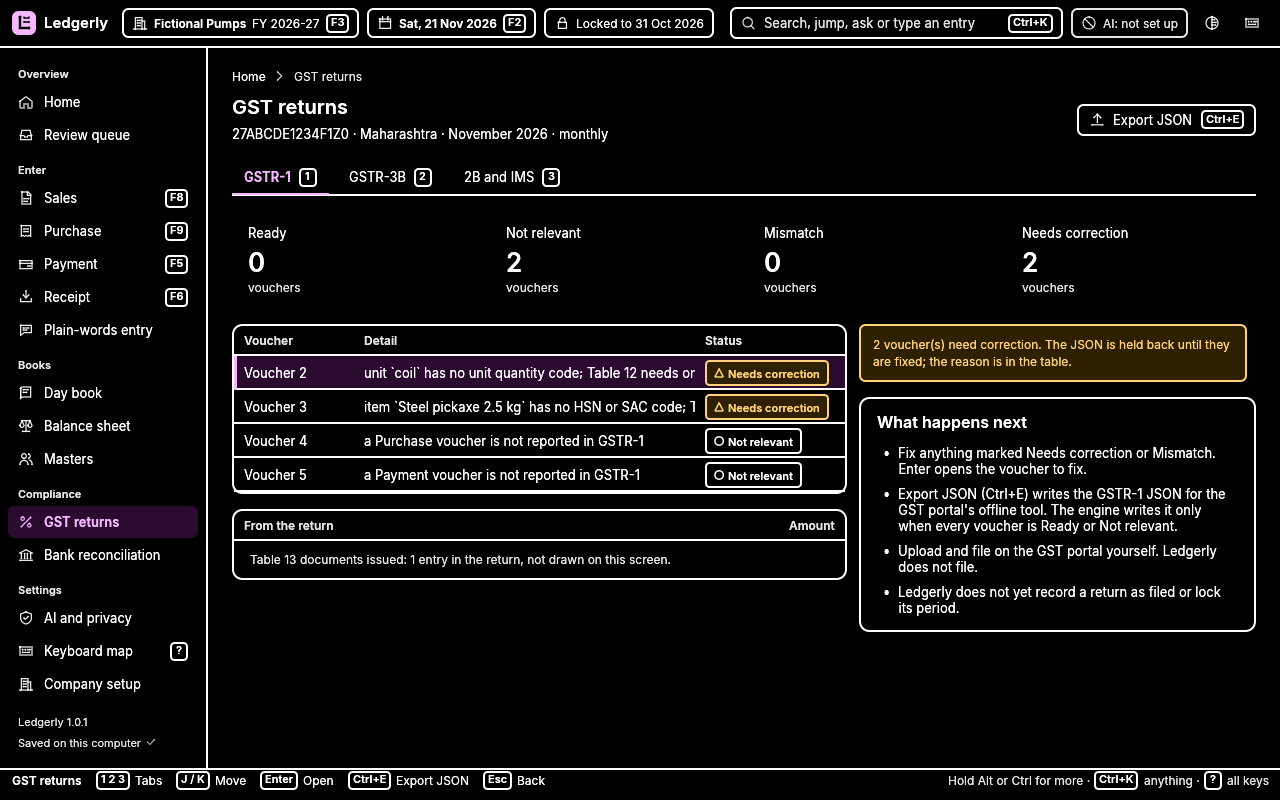 Ledgerly
Fictional Pumps FY 2026-27 F3
Sat, 21 Nov 2026 F2
Locked to 31 Oct 2026
Search, jump, ask or type an entry Ctrl+K
AI: not set up
Overview
Home
Review queue
Enter
Sales F8
Purchase F9
Payment F5
Receipt F6
Plain-words entry
Books
Day book
Balance sheet
Masters
Compliance
GST returns
Bank reconciliation
Settings
AI and privacy
Keyboard map ?
Company setup
Ledgerly 1.0.1
Saved on this computer
Home GST returns
GST returns
27ABCDE1234F1Z0 · Maharashtra · November 2026 · monthly
Export JSON Ctrl+E
GSTR-1 1 GSTR-3B 2 2B and IMS 3
Ready Not relevant Mismatch Needs correction
0 2 0 2
vouchers vouchers vouchers vouchers
Voucher Detail Status
Voucher 2 unit `coil` has no unit quantity code; Table 12 needs or Needs correction
Voucher 3 item `Steel pickaxe 2.5 kg` has no HSN or SAC code; T Needs correction
Voucher 4 a Purchase voucher is not reported in GSTR-1 Not relevant
Voucher 5 a Payment voucher is not reported in GSTR-1 Not relevant
From the return Amount
Table 13 documents issued: 1 entry in the return, not drawn on this screen.
2 voucher(s) need correction. The JSON is held back until they
are fixed; the reason is in the table.
What happens next
• Fix anything marked Needs correction or Mismatch.
Enter opens the voucher to fix.
• Export JSON (Ctrl+E) writes the GSTR-1 JSON for the
GST portal's offline tool. The engine writes it only
when every voucher is Ready or Not relevant.
• Upload and file on the GST portal yourself. Ledgerly
does not file.
• Ledgerly does not yet record a return as filed or lock
its period.
GST returns 1 2 3 Tabs J / K Move Enter Open Ctrl+E Export JSON Esc Back
Hold Alt or Ctrl for more · Ctrl+K anything · ? all keys